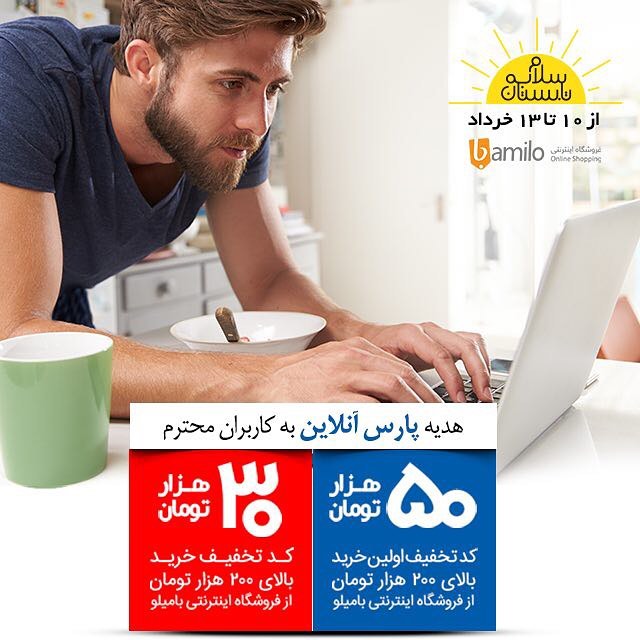 سلام
تابستان
از ۱۰ تا ۱۳ خرداد
بامیلو
Bamilo
فروشگاه اینترنتی
Online Shopping
هدیه پارس آنلاین به کاربران محترم
۵۰ هزار تومان
کد تخفیف اولین خرید
بالای ۲۰۰ هزار تومان
از فروشگاه اینترنتی بامیلو
۳۰ هزار تومان
کد تخفیف خرید
بالای ۲۰۰ هزار تومان
از فروشگاه اینترنتی بامیلو